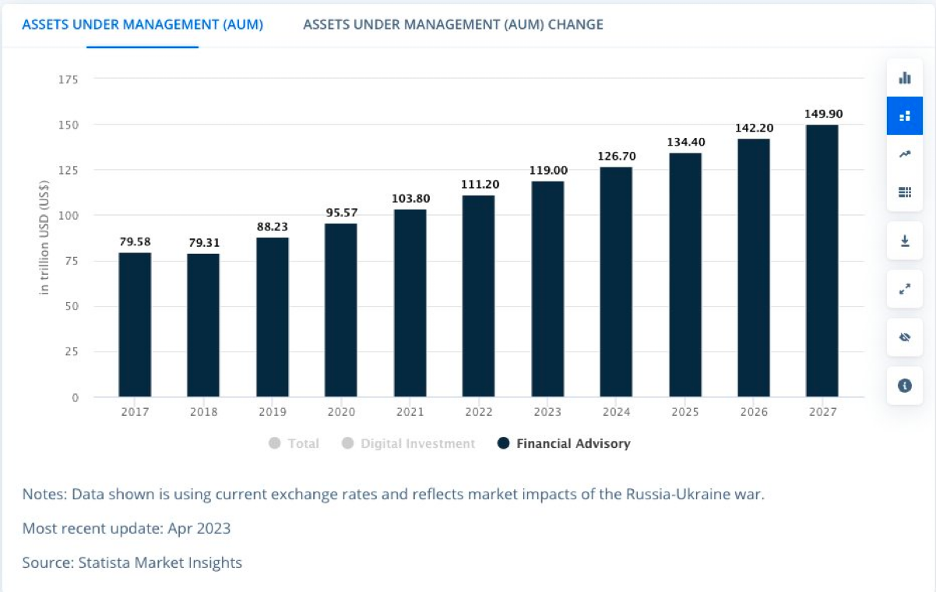 ASSETS UNDER MANAGEMENT (AUM) ASSETS UNDER MANAGEMENT (AUM) CHANGE
175
150
125
100
75
50
25
0
in trillion USD (US$)
79.58 79.31 88.23 95.57 103.80 111.20 119.00 126.70 134.40 142.20 149.90
2017 2018 2019 2020 2021 2022 2023 2024 2025 2026 2027
Total Digital Investment Financial Advisory
Notes: Data shown is using current exchange rates and reflects market impacts of the Russia-Ukraine war.
Most recent update: Apr 2023
Source: Statista Market Insights